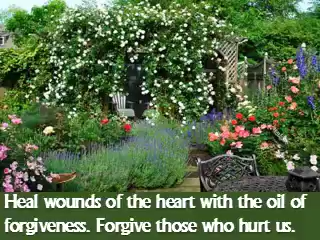 Heal wounds of the heart with the oil of
forgiveness. Forgive those who hurt us.